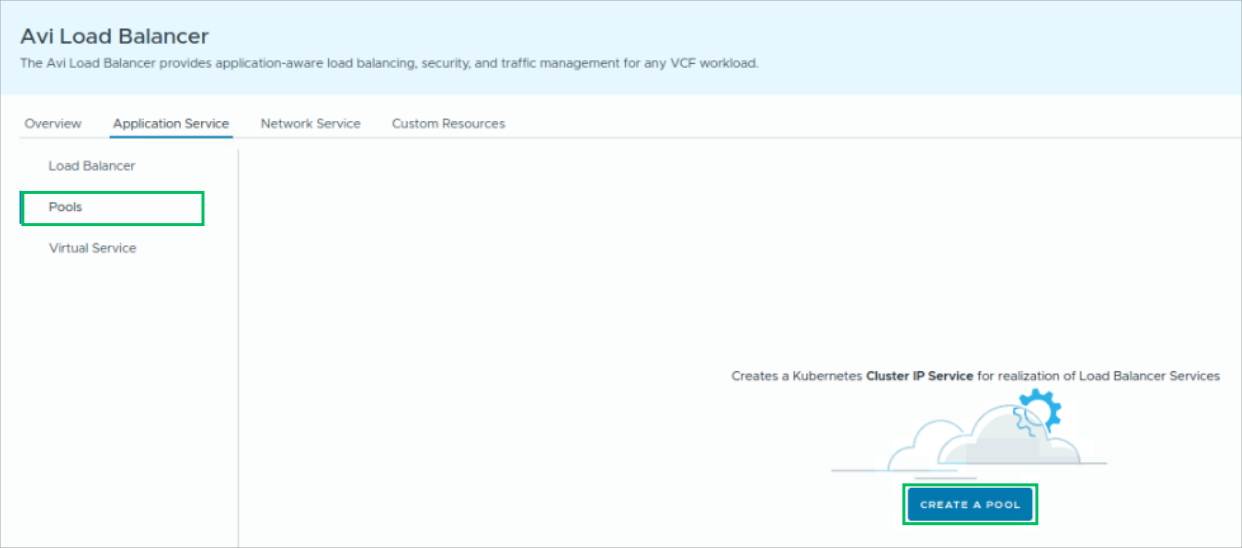 Avi Load Balancer
The Avi Load Balancer provides application-aware load balancing, security, and traffic management for any VCF workload.
Overview Application Service Network Service Custom Resources
Load Balancer
Pools
Virtual Service
Creates a Kubernetes Cluster IP Service for realization of Load Balancer Services
CREATE A POOL